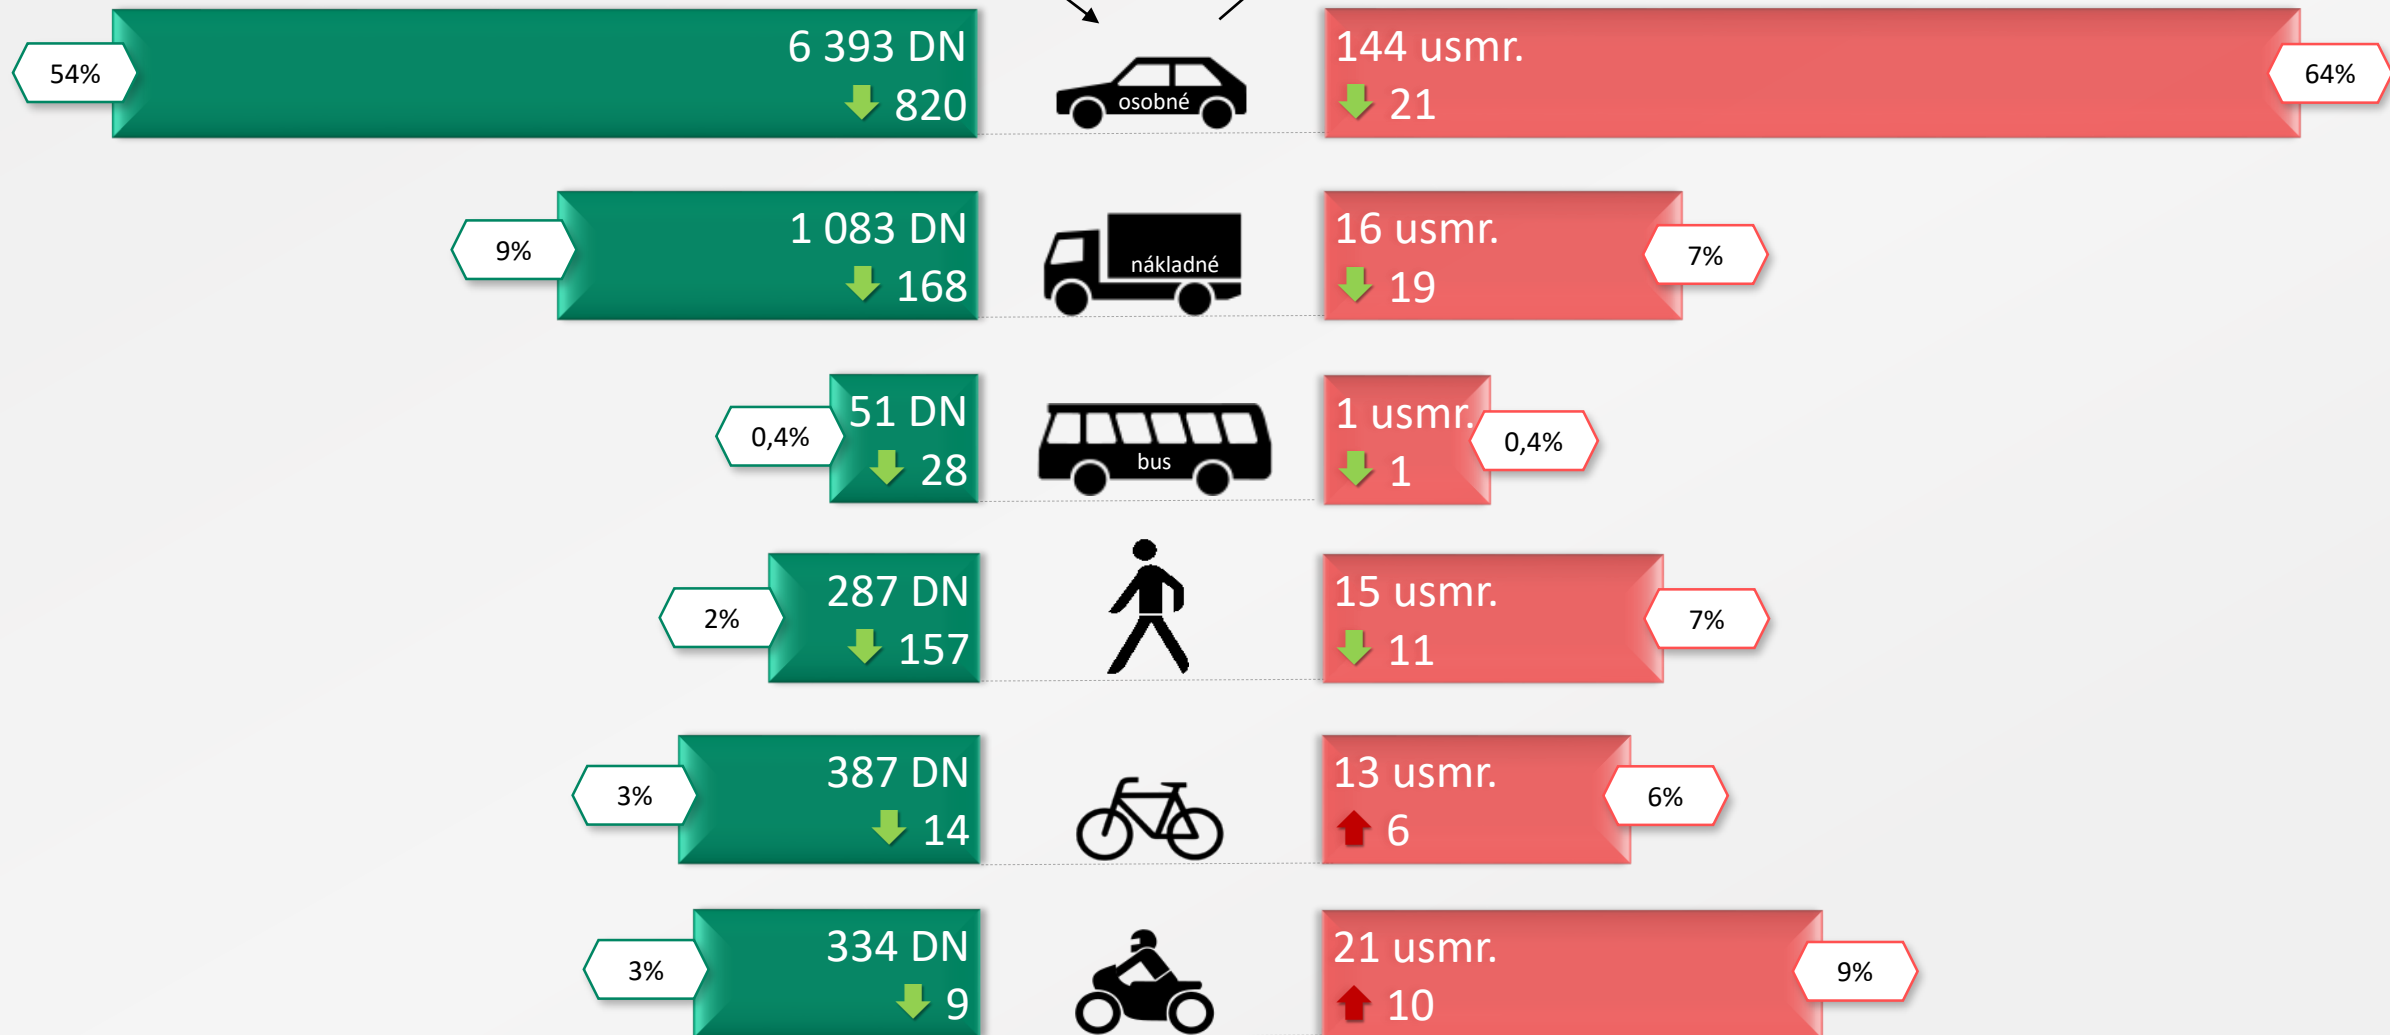 54%
6 393 DN
820
osobné
144 usmr.
21
64%
9%
1 083 DN
168
nákladné
16 usmr.
19
7%
0,4%
51 DN
28
bus
1 usmr.
1
0,4%
2%
287 DN
157
15 usmr.
11
7%
3%
387 DN
14
13 usmr.
6
6%
3%
334 DN
9
21 usmr.
10
9%